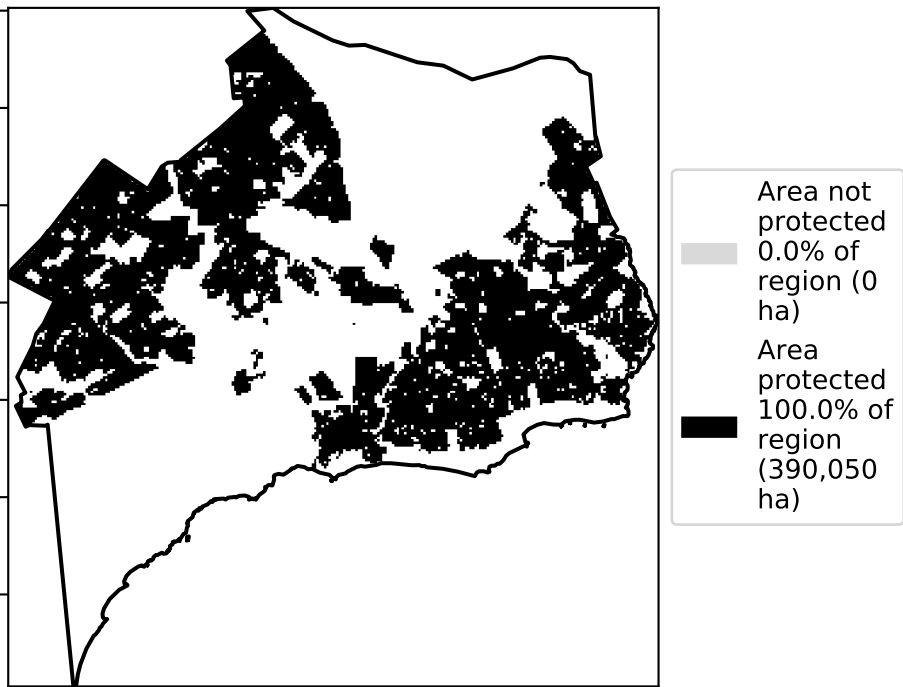 Area not
protected
0.0% of
region (0
ha)
Area
protected
100.0% of
region
(390,050
ha)